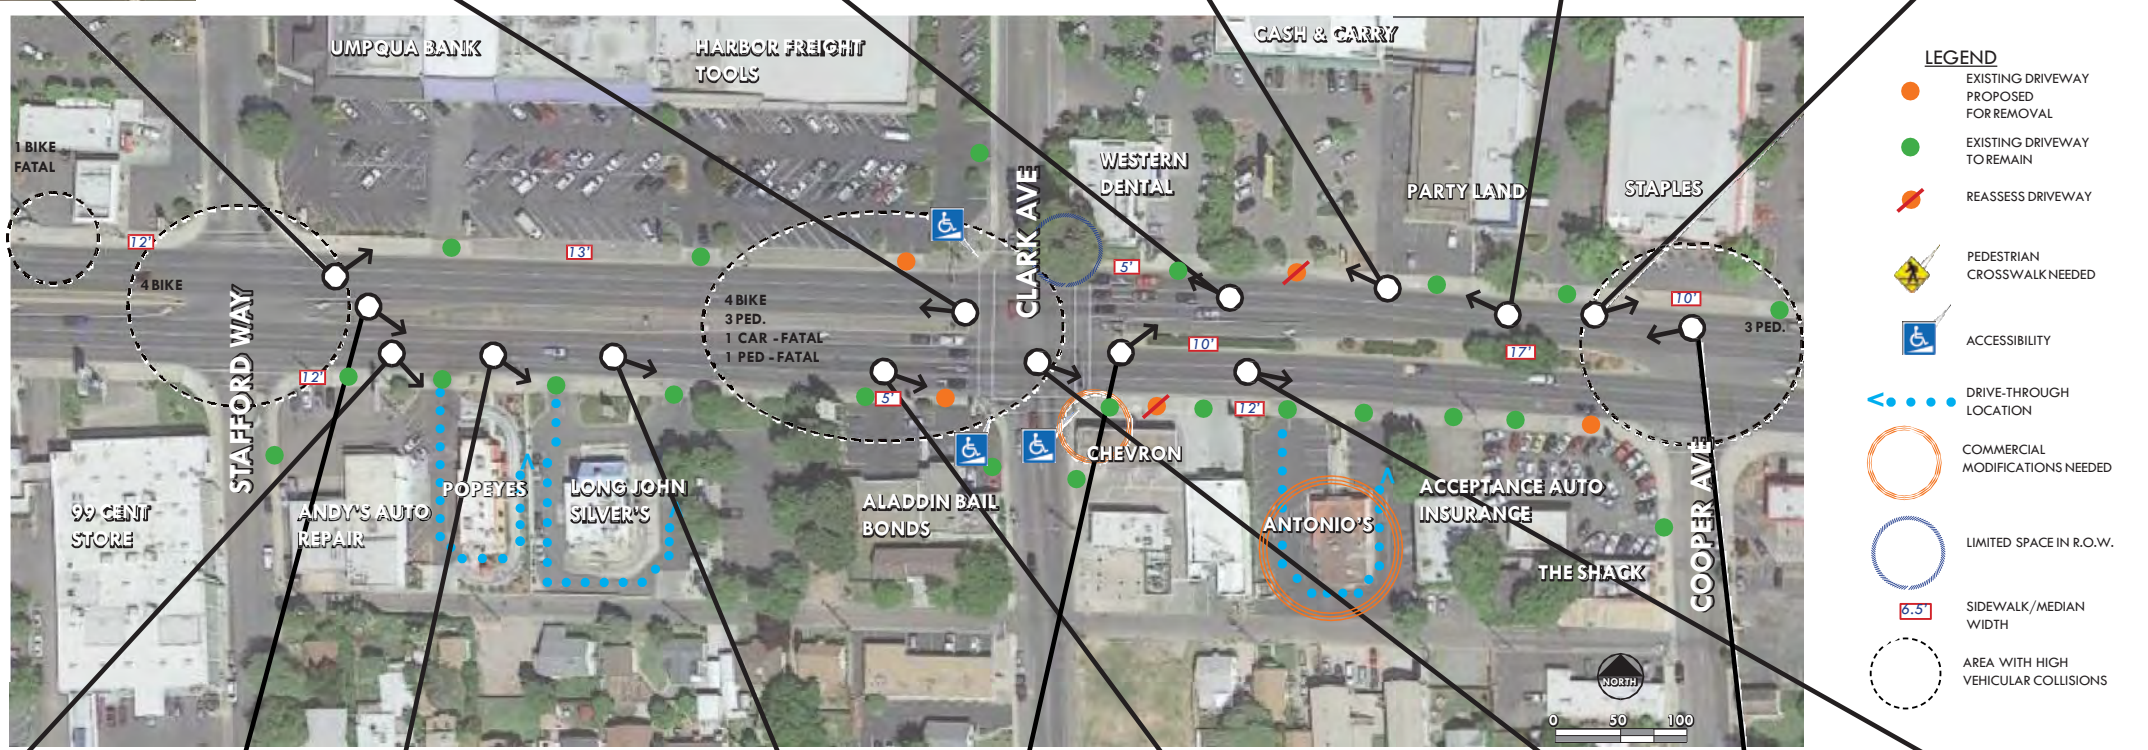 UMPQUA BANK
HARBOR FREIGHT
TOOLS
CASH & CARRY
1 BIKE
FATAL
WESTERN
DENTAL
PARTY LAND
STAPLES
CLARK AVE
12'
13'
5'
10'
4 BIKE
4 BIKE
3 PED.
1 CAR - FATAL
1 PED - FATAL
3 PED.
10'
17'
STAFFORD WAY
12'
5'
12'
CHEVRON
POPEYES
LONG JOHN
SILVER'S
99 CENT
STORE
ANDY'S AUTO
REPAIR
ALADDIN BAIL
BONDS
ANTONIO'S
ACCEPTANCE AUTO
INSURANCE
THE SHACK
COOPER AVE
NORTH
0 50 100
LEGEND
EXISTING DRIVEWAY
PROPOSED
FOR REMOVAL
EXISTING DRIVEWAY
TO REMAIN
REASSESS DRIVEWAY
PEDESTRIAN
CROSSWALK NEEDED
ACCESSIBILITY
DRIVE-THROUGH
LOCATION
COMMERCIAL
MODIFICATIONS NEEDED
LIMITED SPACE IN R.O.W.
6.5'
SIDEWALK/MEDIAN
WIDTH
AREA WITH HIGH
VEHICULAR COLLISIONS